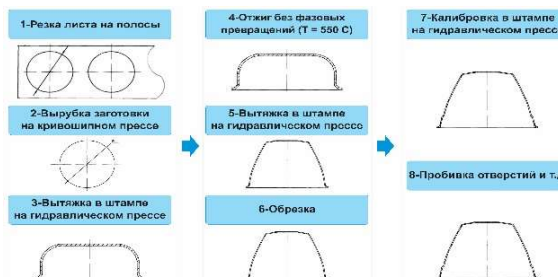 1-Резка листа на полосы
2-Вырубка заготовки
на кривошипном прессе
3-Вытяжка в штампе
на гидравлическом прессе
4-Отжиг без фазовых
превращений (Т = 550 С)
5-Вытяжка в штампе
на гидравлическом прессе
6-Обрезка
7-Калибровка в штампе
на гидравлическом прессе
8-Пробивка отверстий и т.